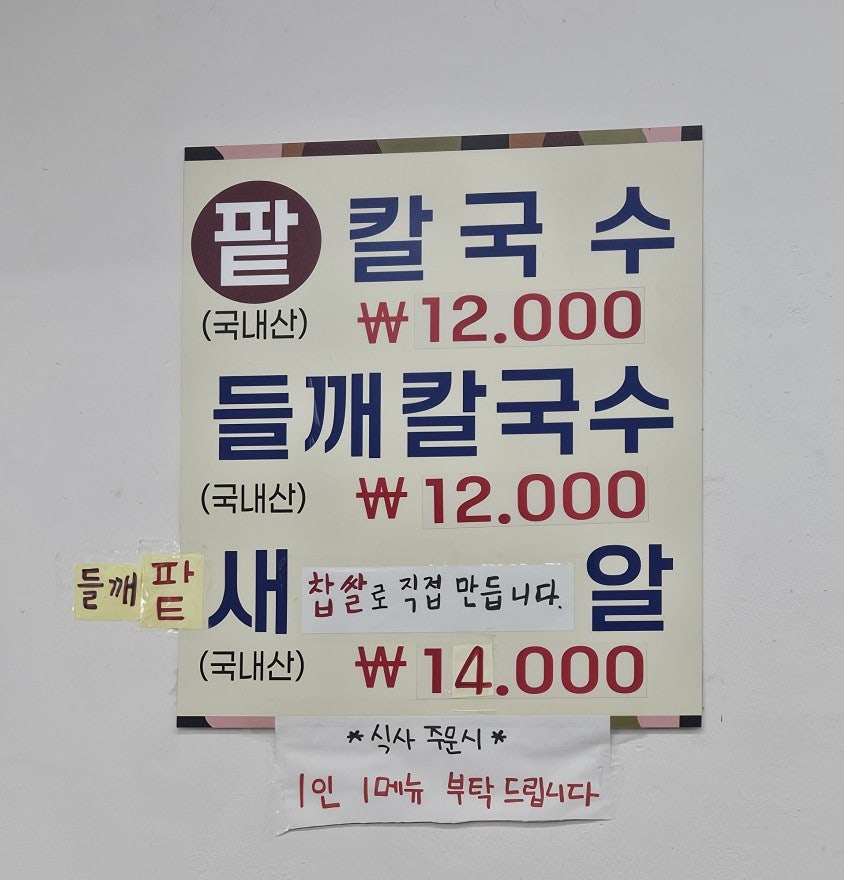 팥 칼국수
(국내산) ₩12.000
들깨칼국수
(국내산) ₩12.000
들깨 팥 새 찹쌀로 직접 만듭니다. 알
(국내산) ₩14.000
*식사 주문시*
1인 1메뉴 부탁드립니다